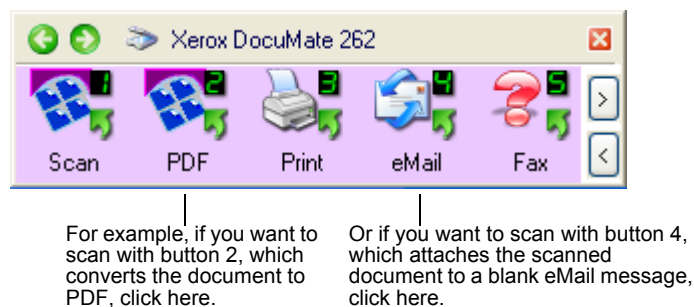 Xerox DocuMate 262
1 2 3 4 5
Scan PDF Print eMail Fax
For example, if you want to
scan with button 2, which
converts the document to
PDF, click here.
Or if you want to scan with button 4,
which attaches the scanned
document to a blank eMail message,
click here.